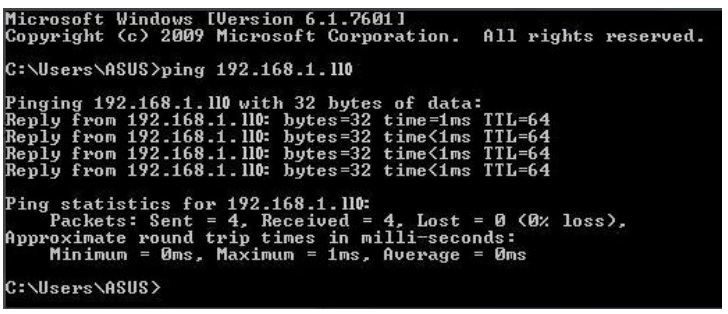 Microsoft Windows [Version 6.1.7601]
Copyright (c) 2009 Microsoft Corporation.  All rights reserved.
C:\Users\ASUS>ping 192.168.1.110
Pinging 192.168.1.110 with 32 bytes of data:
Reply from 192.168.1.110: bytes=32 time=1ms TTL=64
Reply from 192.168.1.110: bytes=32 time<1ms TTL=64
Reply from 192.168.1.110: bytes=32 time<1ms TTL=64
Reply from 192.168.1.110: bytes=32 time<1ms TTL=64
Ping statistics for 192.168.1.110:
Packets: Sent = 4, Received = 4, Lost = 0 (0% loss),
Approximate round trip times in milli-seconds:
Minimum = 0ms, Maximum = 1ms, Average = 0ms
C:\Users\ASUS>